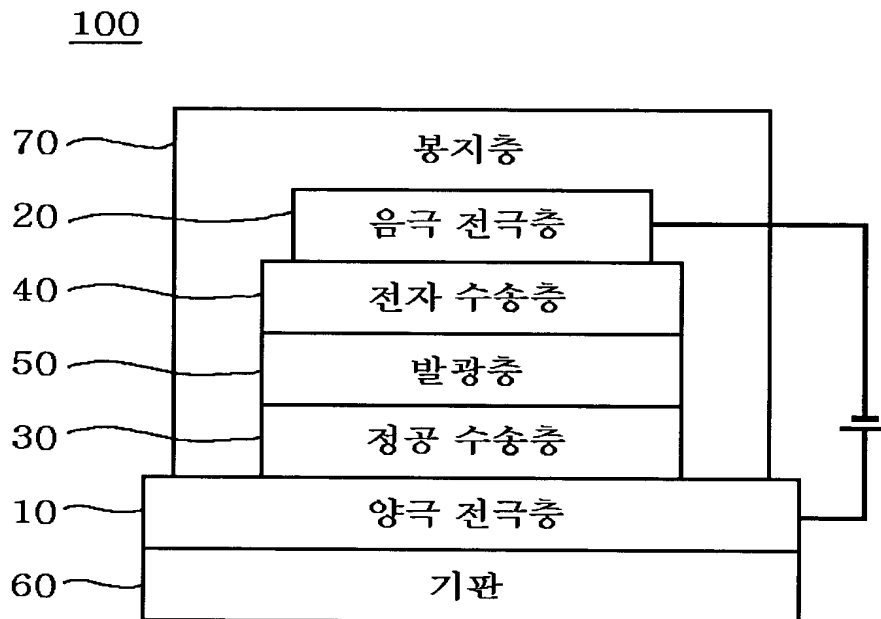 100
70 봉지층
20 음극 전극층
40 전자 수송층
50 발광층
30 정공 수송층
10 양극 전극층
60 기판